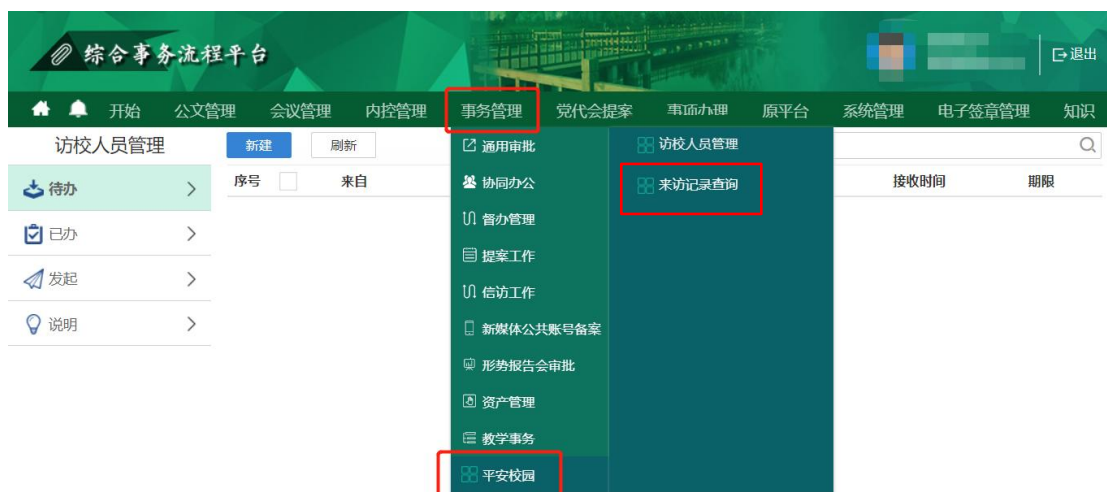 综合事务流程平台
退出
开始 公文管理 会议管理 内控管理 事务管理 党代会提案 事项办理 原平台 系统管理 电子签章管理 知识
访校人员管理 新建 刷新 通用审批 访校人员管理
待办 序号 来自 协同办公 来访记录查询 接收时间 期限
已办 督办管理
提案工作
发起 信访工作
说明 新媒体公共账号备案
形势报告会审批
资产管理
教学事务
平安校园